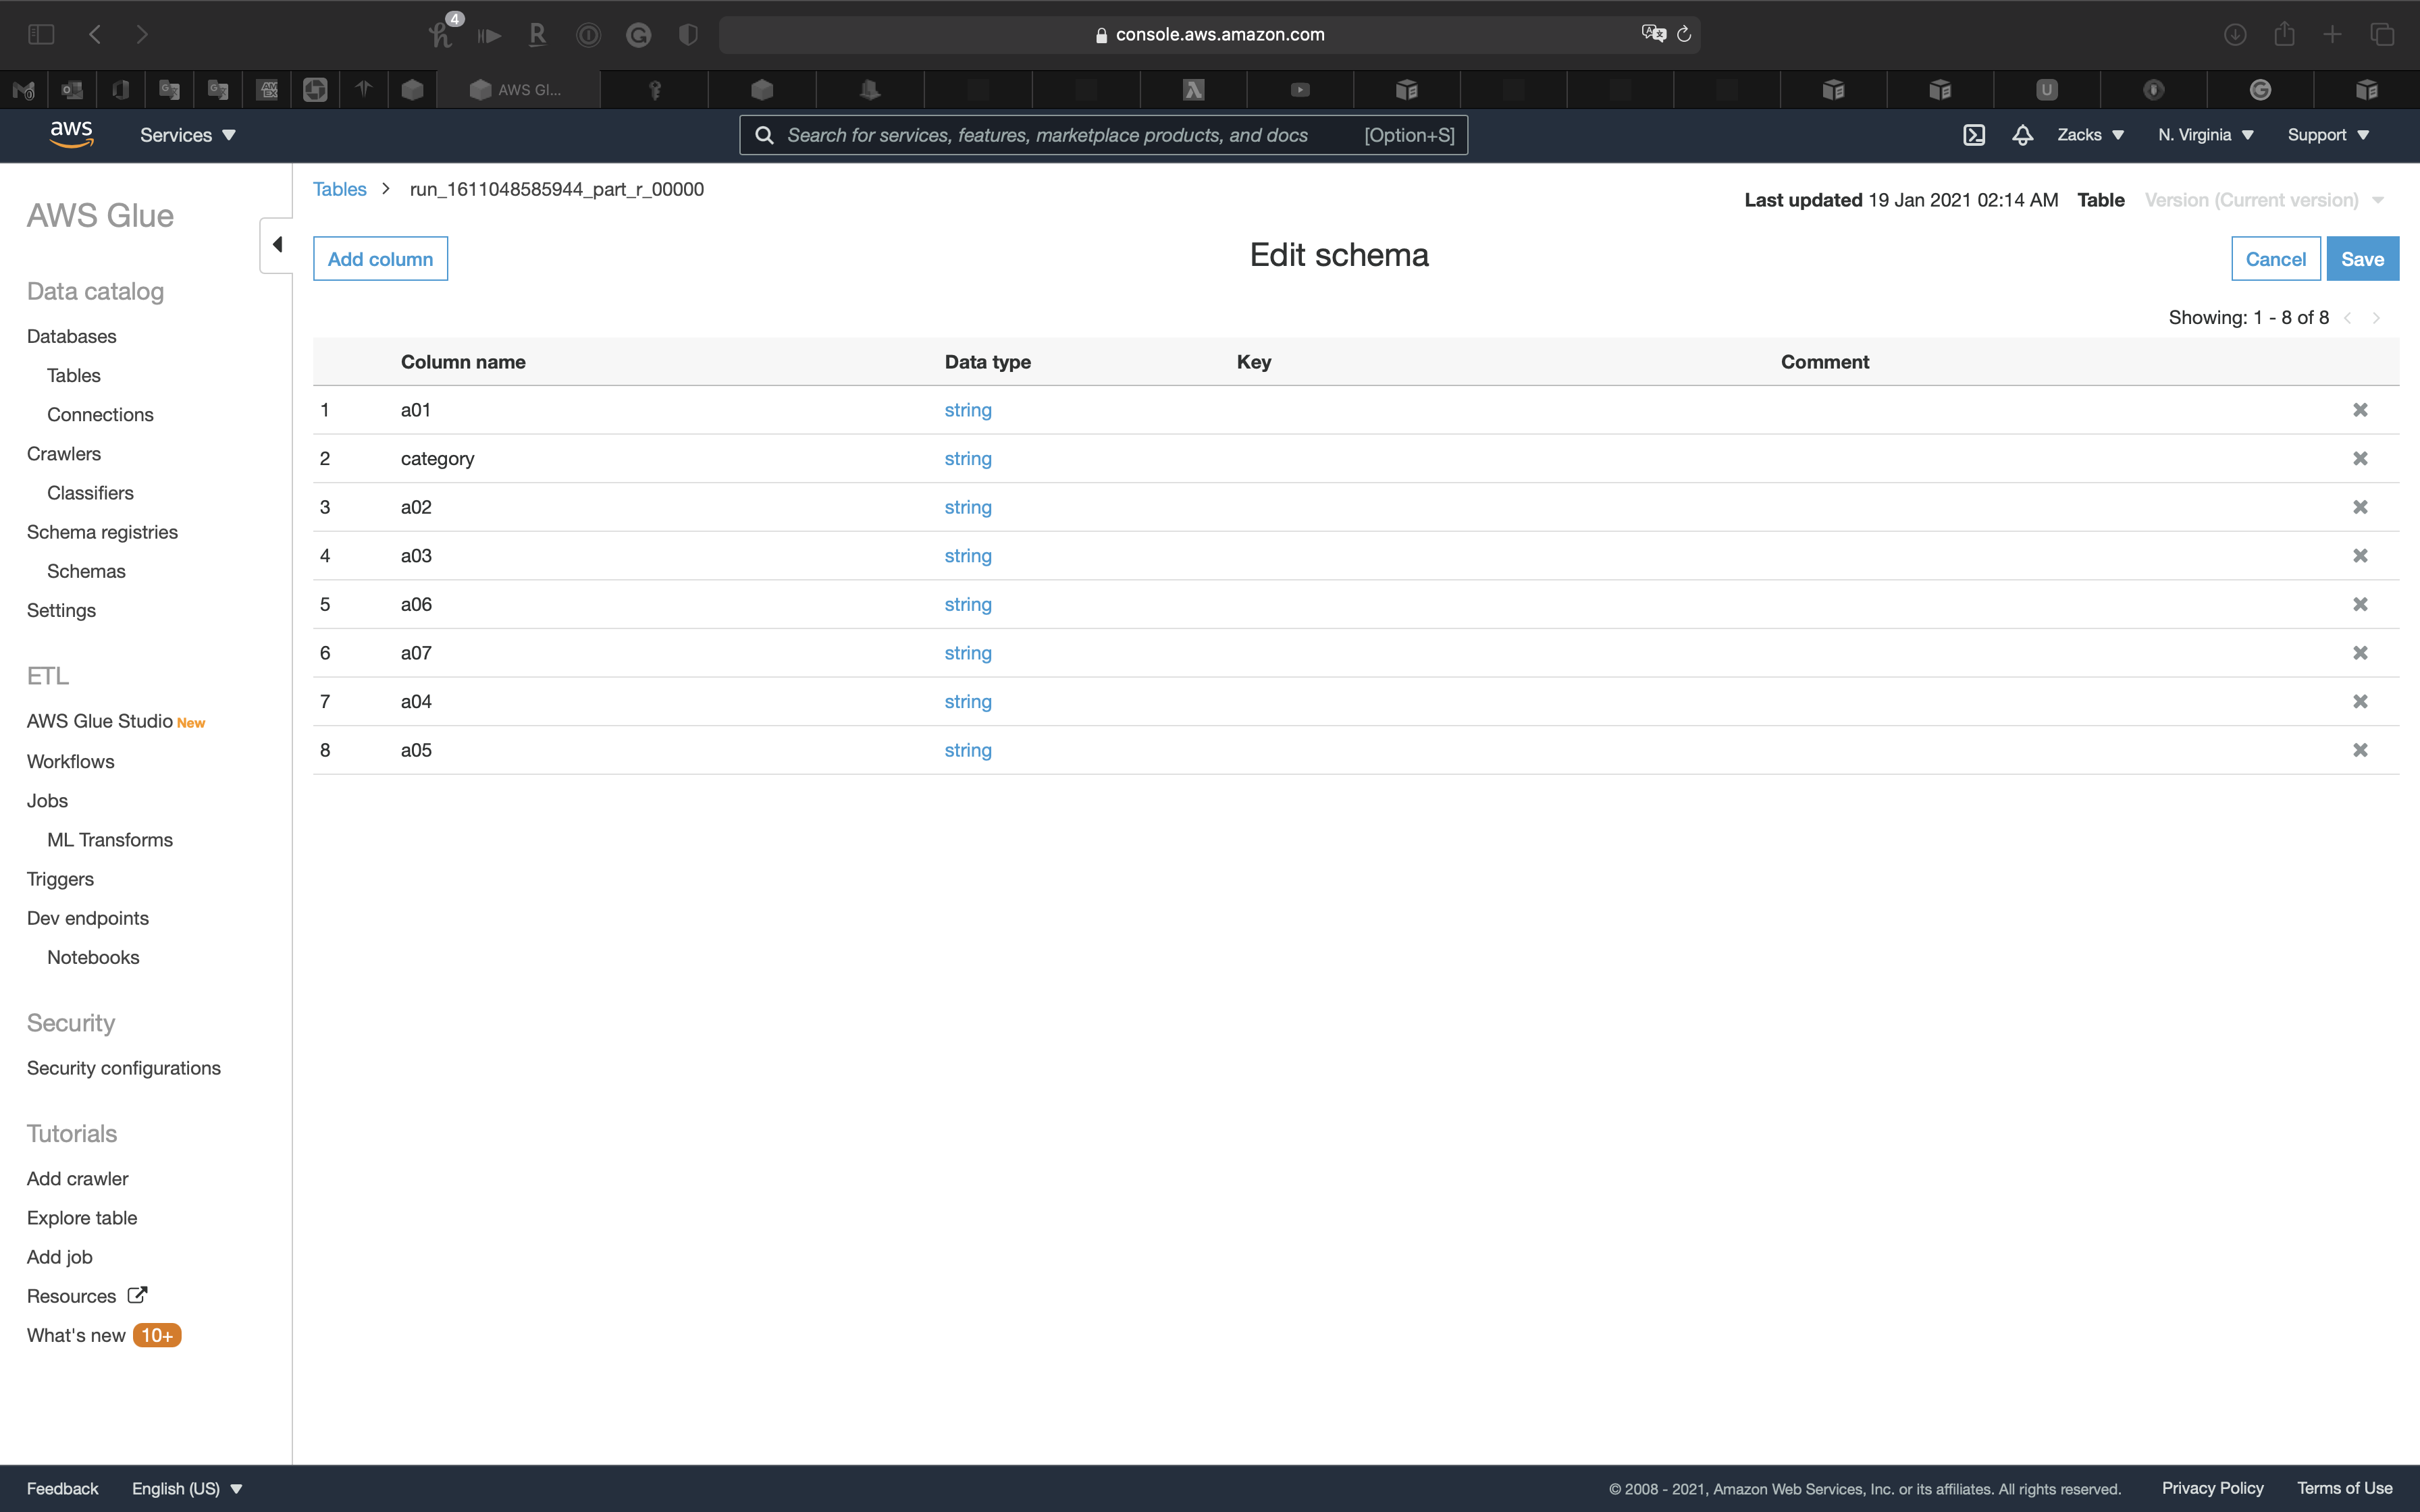 4
console.aws.amazon.com
AWS Gl...
aws
Services
Search for services, features, marketplace products, and docs [Option+S]
Zacks
N. Virginia
Support
AWS Glue
Data catalog
Databases
Tables
Connections
Crawlers
Classifiers
Schema registries
Schemas
Settings
ETL
AWS Glue Studio New
Workflows
Jobs
ML Transforms
Triggers
Dev endpoints
Notebooks
Security
Security configurations
Tutorials
Add crawler
Explore table
Add job
Resources
What's new 10+
Tables > run_1611048585944_part_r_00000
Last updated 19 Jan 2021 02:14 AM Table Version (Current version)
Add column
Edit schema
Cancel
Save
Showing: 1 - 8 of 8
Column name Data type Key Comment
1 a01 string
2 category string
3 a02 string
4 a03 string
5 a06 string
6 a07 string
7 a04 string
8 a05 string
Feedback
English (US)
© 2008 - 2021, Amazon Web Services, Inc. or its affiliates. All rights reserved.
Privacy Policy
Terms of Use